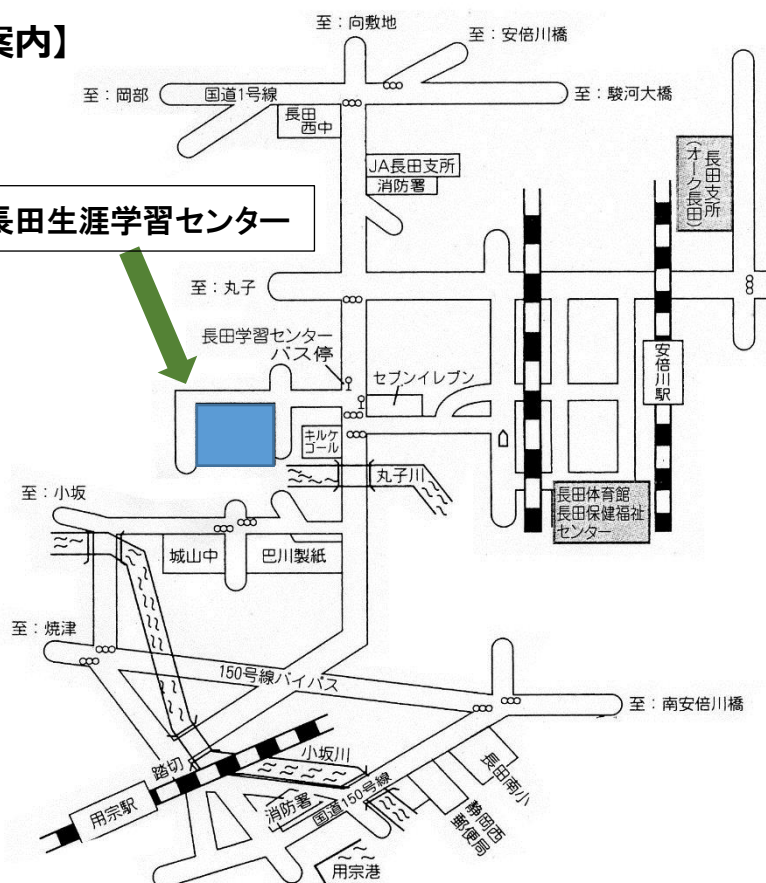 案内】
至：向敷地
至：安倍川橋
至：岡部
国道1号線
至：駿河大橋
長田
西中
JA長田支所
消防署
長田支所
（オーク長田）
長田生涯学習センター
至：丸子
長田学習センター
バス停
セブンイレブン
安倍川駅
キルケ
ゴール
丸子川
至：小坂
長田体育館
長田保健福祉
センター
城山中
巴川製紙
至：焼津
150号線バイパス
至：南安倍川橋
踏切
小坂川
長田南小
用宗駅
消防署
国道150号線
静岡西
郵便局
用宗港